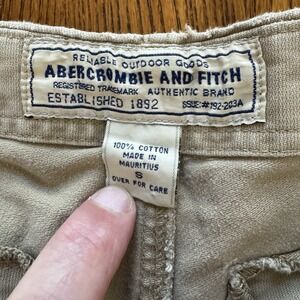 RELIABLE OUTDOOR GOODS
ABERCROMBIE AND FITCH
REGISTERED TRADEMARK AUTHENTIC BRAND
ESTABLISHED 1892 ISSUE:#192-203A
100% COTTON
MADE IN
MAURITIUS
S
OVER FOR CARE